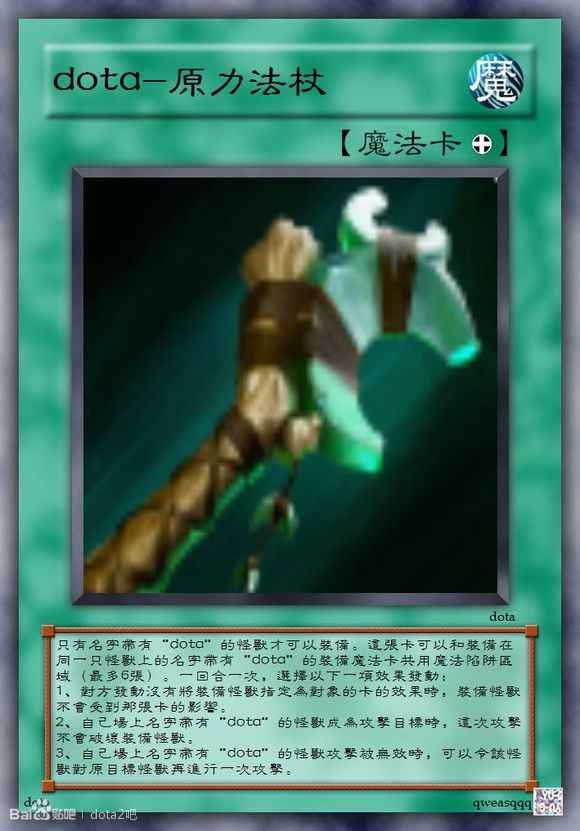 dota-原力法杖
魔
【魔法卡】
dota
只有名字帶有“dota”的怪獸才可以裝備。這張卡可以和裝備在
同一只怪獸上的名字帶有“dota”的裝備魔法卡共用魔法陷阱區
域（最多6張）。一回合一次，選擇以下一項效果發動：
1、對方發動沒有將裝備怪獸指定為對象的卡的效果時，裝備怪獸
不會受到那張卡的影響。
2、自己場上名字帶有“dota”的怪獸成為攻擊目標時，這次攻擊
不會破壞裝備怪獸。
3、自己場上名字帶有“dota”的怪獸攻擊被無效時，可以令該怪
獸對原目標怪獸再進行一次攻擊。
qweasqqq
Baidu贴吧 | dota2吧